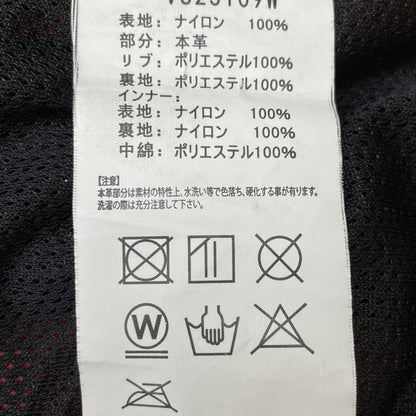 表地: ナイロン 100%
部分: 本革
リブ: ポリエステル100%
裏地: ポリエステル100%
インナー:
表地: ナイロン 100%
裏地: ナイロン 100%
中綿: ポリエステル100%
【注意】
本革部分は素材の特性上、水洗い等で色落ち、硬化する事が有ります。
洗濯の際は充分注意して下さい。
W